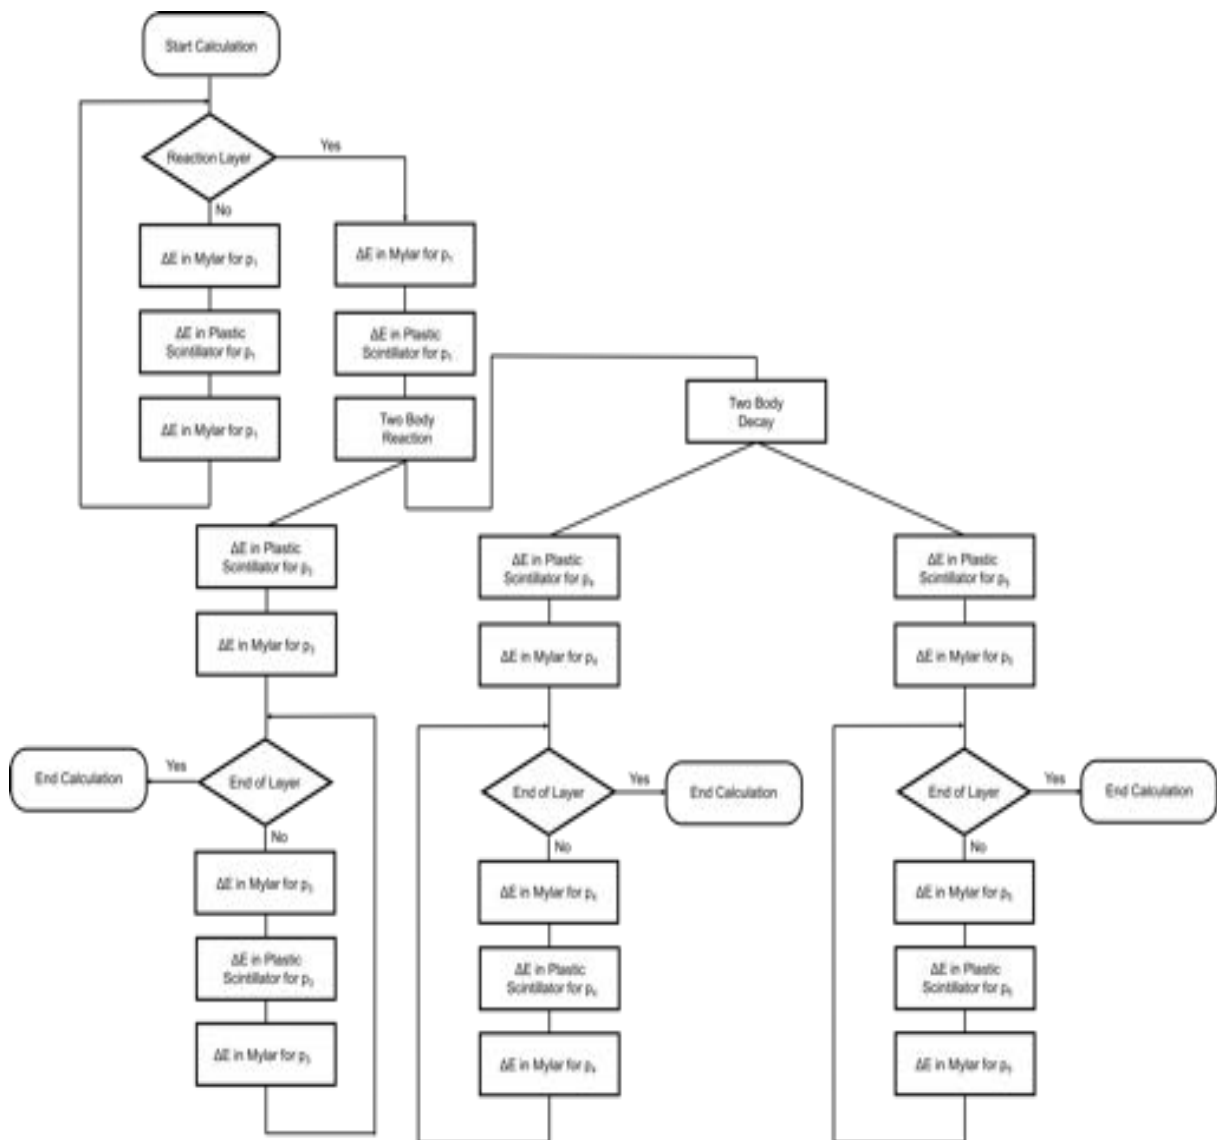 Start Calculation
Reaction Layer
Yes
No
ΔE in Mylar for p₁
ΔE in Plastic
Scintillator for p₁
ΔE in Mylar for p₁
ΔE in Mylar for p₁
ΔE in Plastic
Scintillator for p₁
Two Body
Reaction
Two Body
Decay
ΔE in Plastic
Scintillator for p₃
ΔE in Mylar for p₃
End of Layer
Yes
End Calculation
No
ΔE in Mylar for p₃
ΔE in Plastic
Scintillator for p₃
ΔE in Mylar for p₃
ΔE in Plastic
Scintillator for p₄
ΔE in Mylar for p₄
End of Layer
Yes
End Calculation
No
ΔE in Mylar for p₄
ΔE in Plastic
Scintillator for p₄
ΔE in Mylar for p₄
ΔE in Plastic
Scintillator for p₅
ΔE in Mylar for p₅
End of Layer
Yes
End Calculation
No
ΔE in Mylar for p₅
ΔE in Plastic
Scintillator for p₅
ΔE in Mylar for p₅